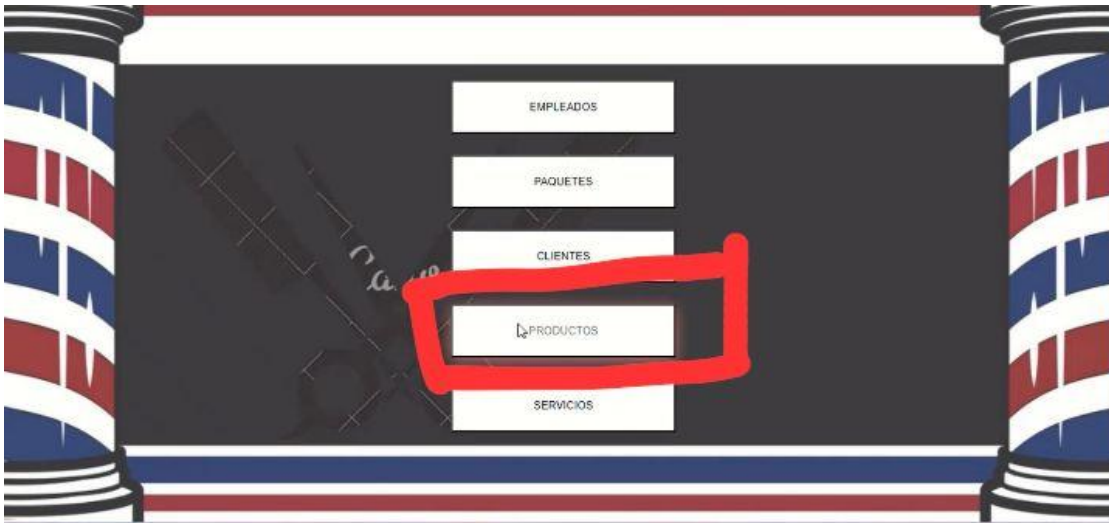 EMPLEADOS
PAQUETES
CLIENTES
PRODUCTOS
SERVICIOS